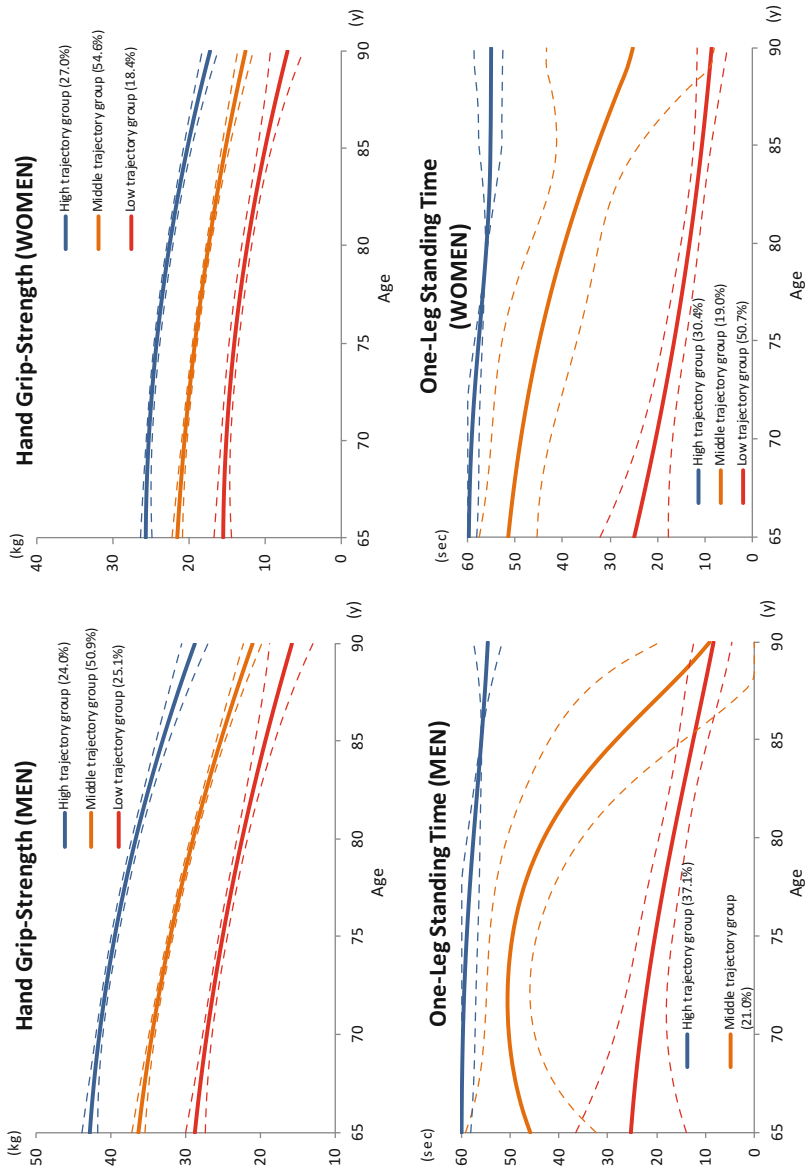 Hand Grip-Strength (MEN)
(kg)
50
40
30
20
10
65
70
75
80
85
90
(y)
Age
High trajectory group (24.0%)
Middle trajectory group (50.9%)
Low trajectory group (25.1%)
Hand Grip-Strength (WOMEN)
(kg)
40
30
20
10
0
65
70
75
80
85
90
(y)
Age
High trajectory group (27.0%)
Middle trajectory group (54.6%)
Low trajectory group (18.4%)
One-Leg Standing Time (MEN)
(sec)
60
50
40
30
20
10
0
65
70
75
80
85
90
(y)
Age
High trajectory group (37.1%)
Middle trajectory group
(21.0%)
One-Leg Standing Time
(WOMEN)
(sec)
60
50
40
30
20
10
0
65
70
75
80
85
90
(y)
Age
High trajectory group (30.4%)
Middle trajectory group (19.0%)
Low trajectory group (50.7%)